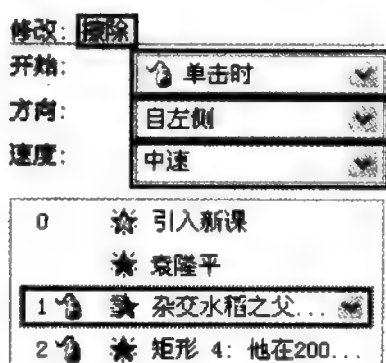 修改: 擦除
开始: 单击时
方向: 自左侧
速度: 中速
0 引入新课
袁隆平
1 杂交水稻之父...
2 矩形 4: 他在200...